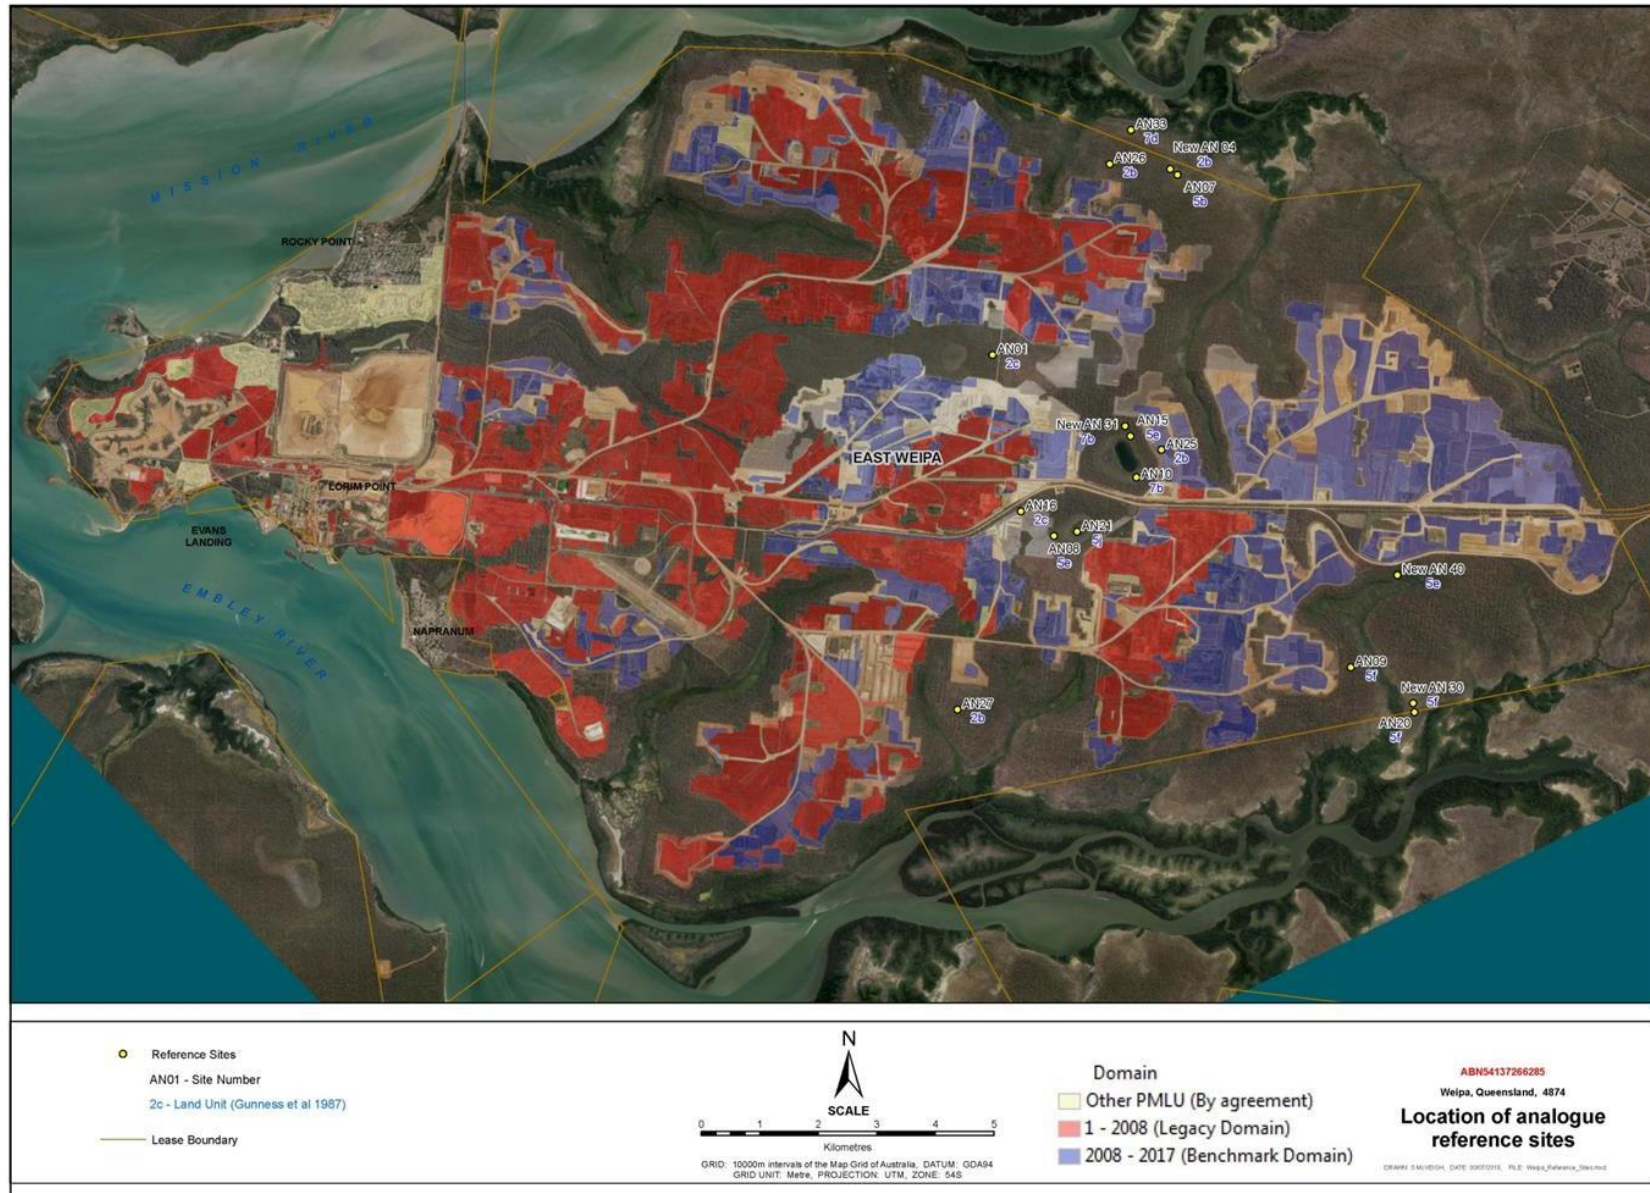 MISSION RIVER
ROCKY POINT
AN33
7d
New AN 04
2b
AN26
2b
AN07
5b
AN01
2c
New AN 31
7b
AN15
5e
AN25
2b
EAST WEIPA
AN10
7b
LORIM POINT
AN16
2c
AN21
5j
AN08
5e
EVANS
LANDING
New AN 40
5e
EMBLEY RIVER
NAPRANUM
AN09
5f
New AN 30
5f
AN20
5f
AN27
2b
Reference Sites
AN01 - Site Number
2c - Land Unit (Gunness et al 1987)
Lease Boundary
N
SCALE
0 1 2 3 4 5
Kilometres
GRID: 10000m intervals of the Map Grid of Australia, DATUM: GDA94
GRID UNIT: Metre, PROJECTION: UTM, ZONE: 54S
Domain
Other PMLU (By agreement)
1 - 2008 (Legacy Domain)
2008 - 2017 (Benchmark Domain)
ABN54137266285
Weipa, Queensland, 4874
Location of analogue
reference sites